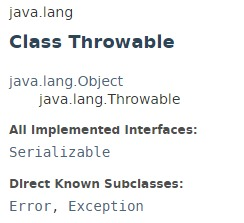 java.lang
Class Throwable
java.lang.Object
java.lang.Throwable
All Implemented Interfaces:
Serializable
Direct Known Subclasses:
Error, Exception